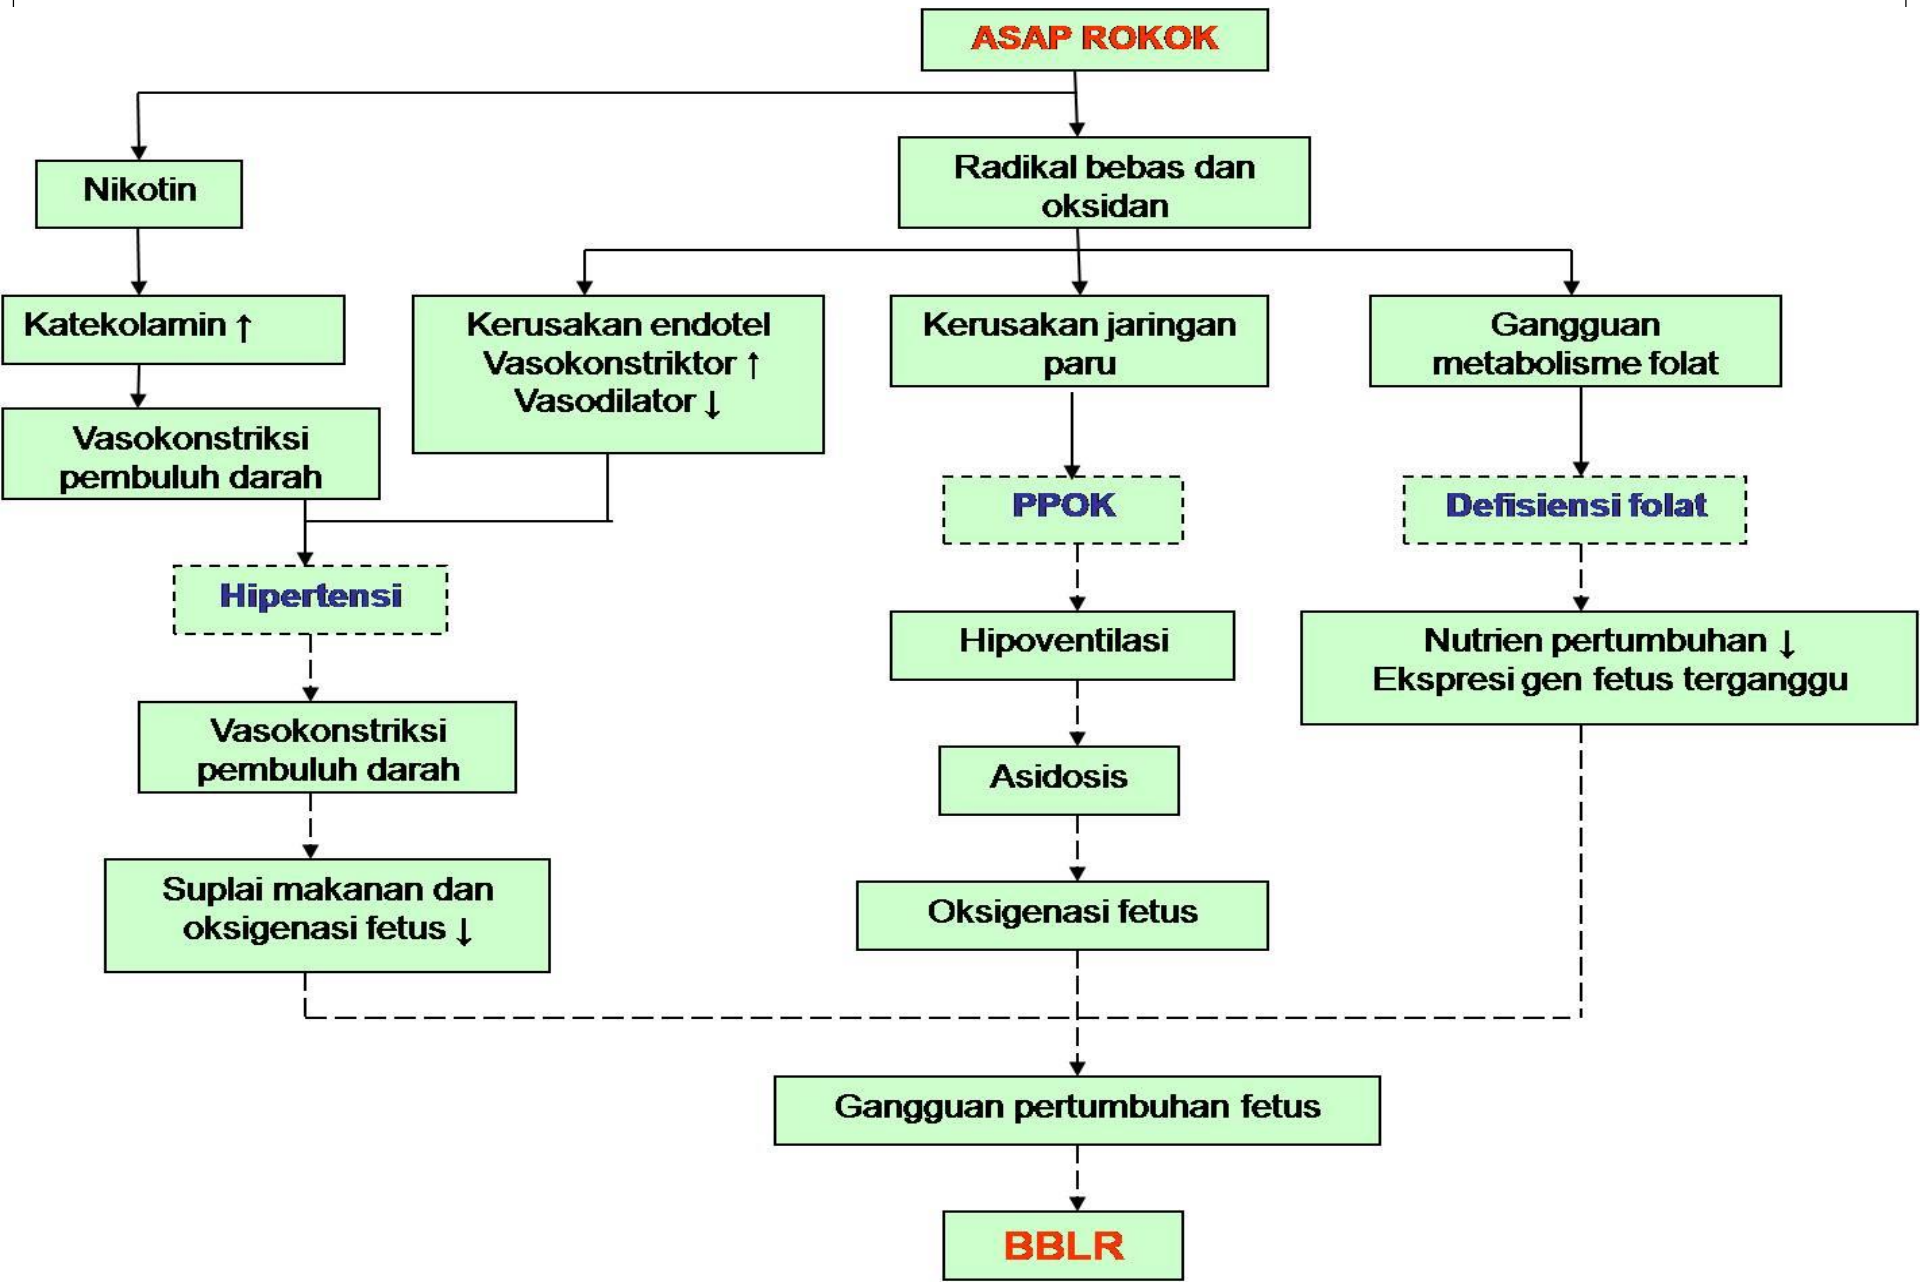 ASAP ROKOK
Nikotin
Radikal bebas dan
oksidan
Katekolamin ↑
Kerusakan endotel
Vasokonstriktor ↑
Vasodilator ↓
Kerusakan jaringan
paru
Gangguan
metabolisme folat
Vasokonstriksi
pembuluh darah
PPOK
Defisiensi folat
Hipertensi
Hipoventilasi
Nutrien pertumbuhan ↓
Ekspresi gen fetus terganggu
Vasokonstriksi
pembuluh darah
Asidosis
Suplai makanan dan
oksigenasi fetus ↓
Oksigenasi fetus
Gangguan pertumbuhan fetus
BBLR